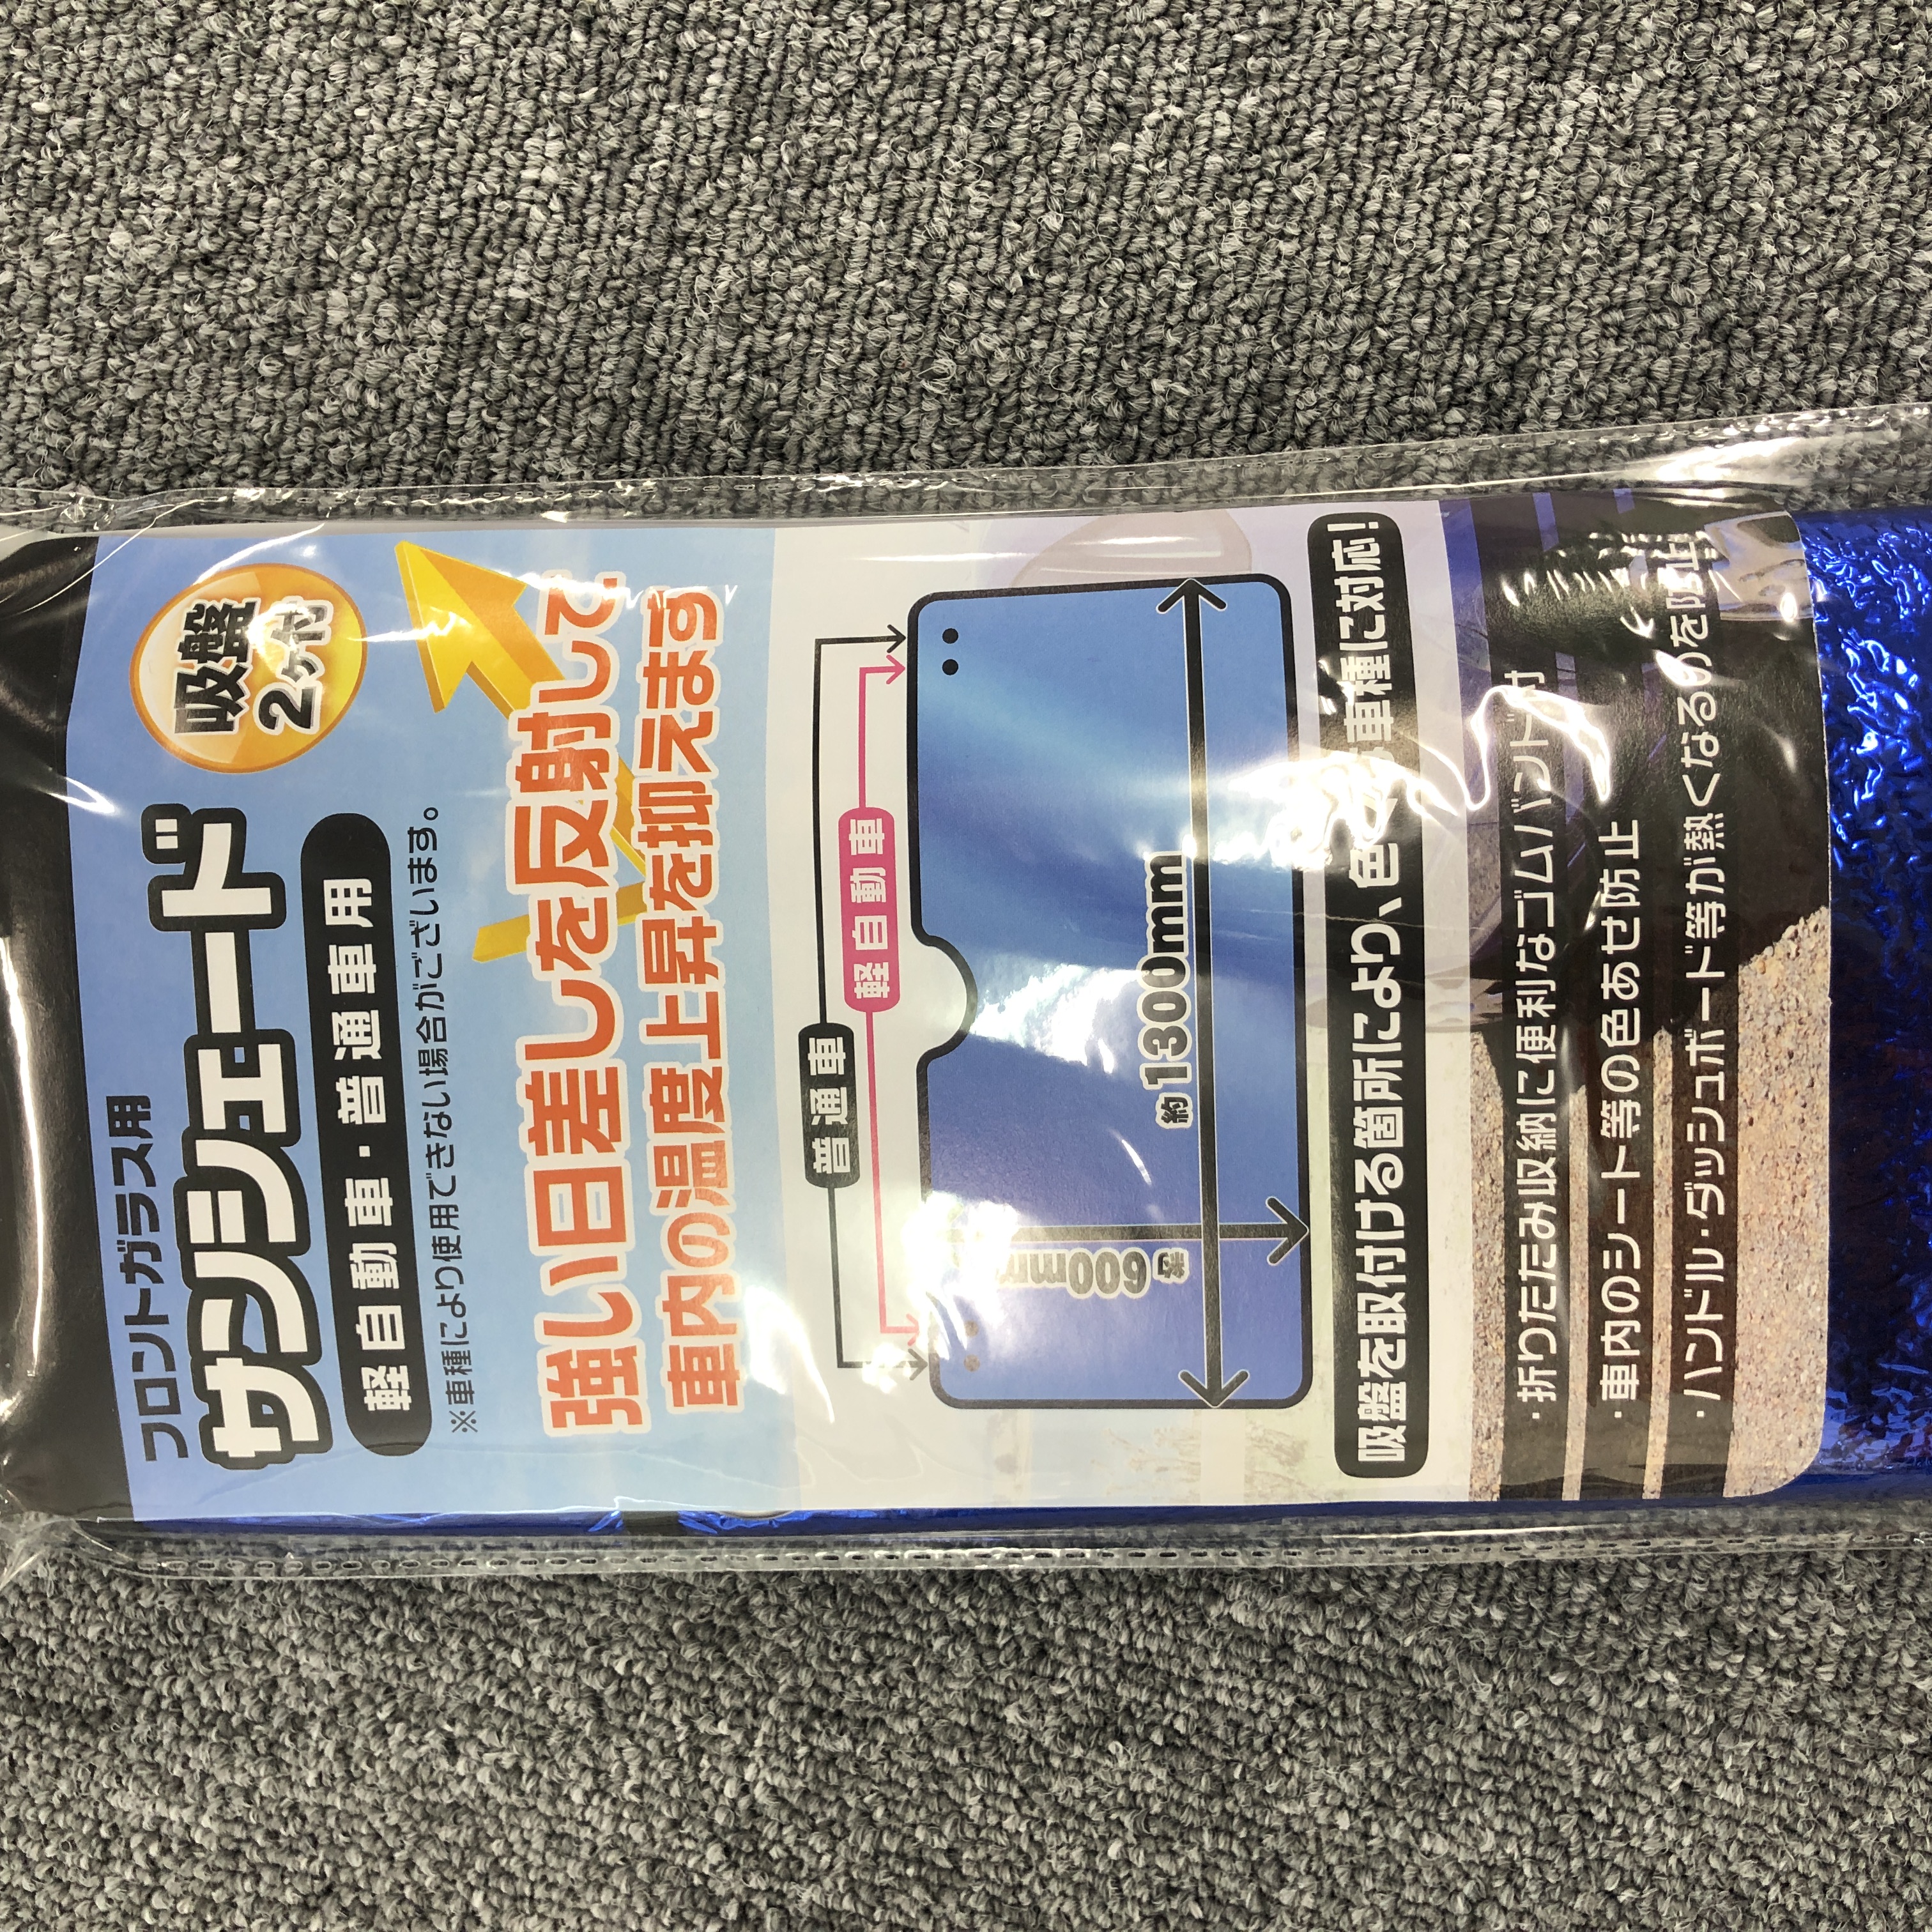 フロントガラス用
サンシェード
吸盤
2ヶ付
軽自動車・普通車用
※車種により使用できない場合がございます。
強い日差しを反射して、
車内の温度上昇を抑えます
普通車
軽自動車
約1300mm
約600mm
吸盤を取付ける箇所により、色々な車種に対応!
・折りたたみ収納に便利なゴムバンド付
・車内のシート等の色あせ防止
・ハンドル・ダッシュボード等が熱くなるのを防止